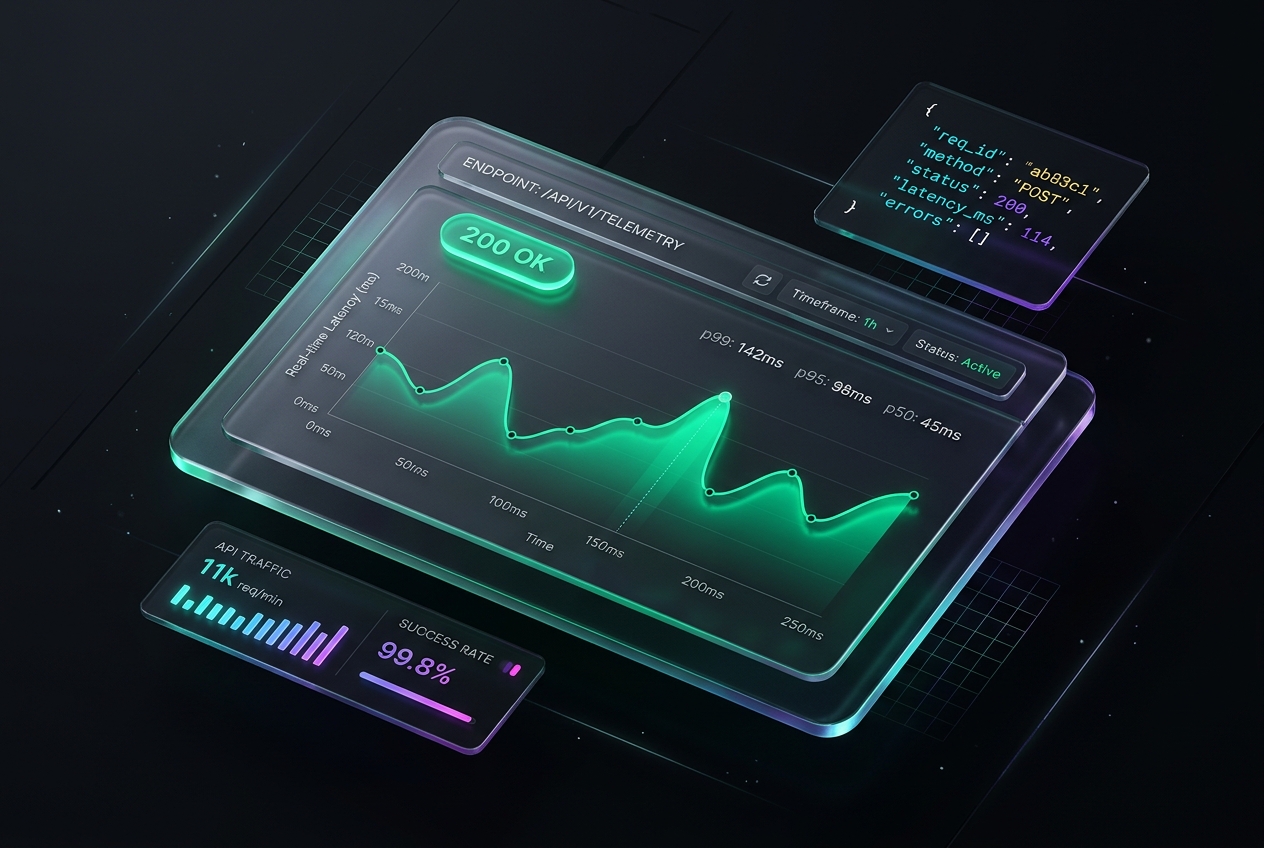 {
"req_id": "ab83c1",
"method": "POST",
"status": 200,
"latency_ms": 114,
"errors": []
}
ENDPOINT: /API/V1/TELEMETRY
Timeframe: 1h
Status: Active
200 OK
p99: 142ms
p95: 98ms
p50: 45ms
Real-time Latency (ms)
200m
15ms
120m
50m
0ms
0ms
50ms
100ms
150ms
200ms
250ms
Time
API TRAFFIC
11k req/min
SUCCESS RATE
99.8%